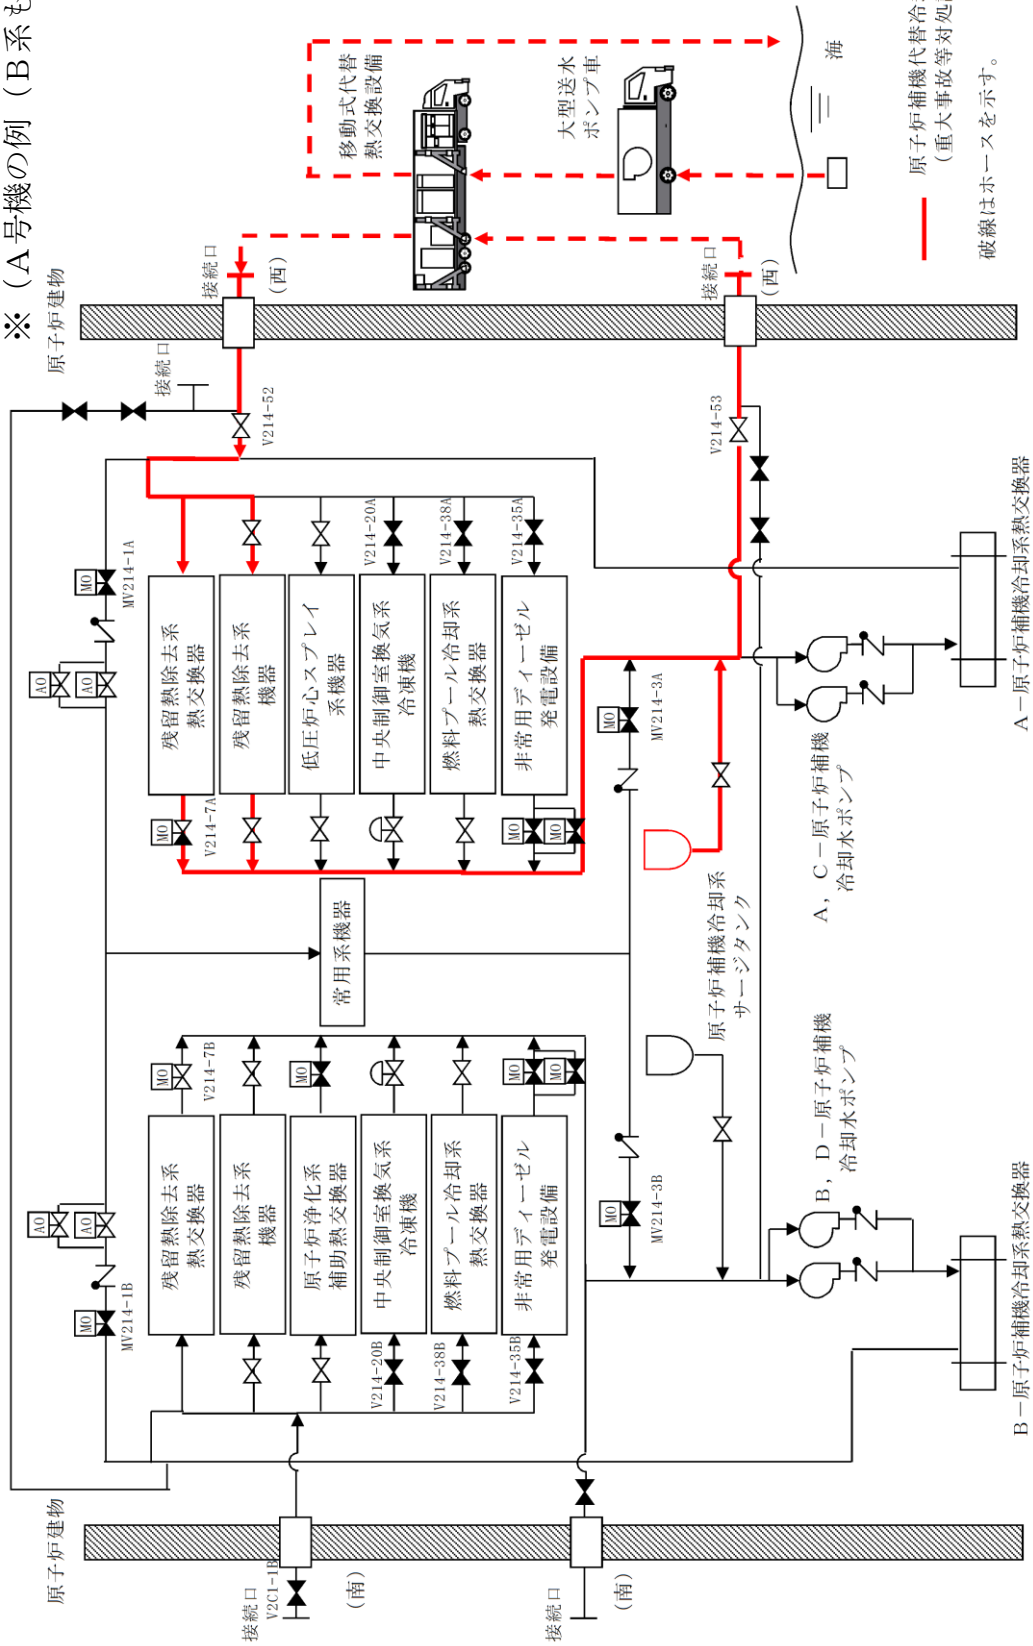 ※（A号機の例（B系も
原子炉建物
接続口
接続口
(西)
移動式代替
熱交換設備
大型送水
ポンプ車
海
接続口
(西)
原子炉補機代替冷
(重大事故等対処
破線はホースを示す。
V214-52
V214-53
MO
MV214-1A
AO
AO
残留熱除去系
熱交換器
残留熱除去系
機器
低圧炉心スプレイ
系機器
中央制御室換気系
冷凍機
燃料プール冷却系
熱交換器
非常用ディーゼル
発電設備
V214-20A
V214-38A
V214-35A
MO
V214-7A
MO
MO
MO
MV214-3A
A－原子炉補機冷却系熱交換器
A，C－原子炉補機
冷却水ポンプ
常用系機器
原子炉補機冷却系
サージタンク
AO
AO
MO
MV214-1B
MO
V214-7B
MO
MO
MO
残留熱除去系
熱交換器
残留熱除去系
機器
原子炉浄化系
補助熱交換器
中央制御室換気系
冷凍機
燃料プール冷却系
熱交換器
非常用ディーゼル
発電設備
V214-20B
V214-38B
V214-35B
MO
MV214-3B
B，D－原子炉補機
冷却水ポンプ
B－原子炉補機冷却系熱交換器
原子炉建物
接続口
V2C1-1B
(南)
接続口
(南)